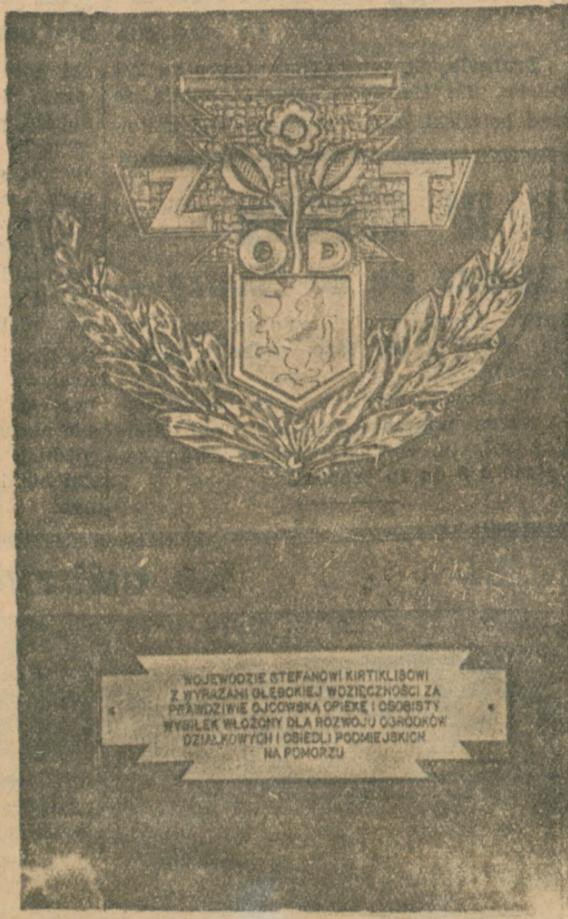 Z T
O D
WOJEWODZIE STEFANOWI KIRTIKLISOWI
Z WYRAZAMI GŁĘBOKIEJ WDZIĘCZNOŚCI ZA
PRAWDZIWIE OJCOWSKĄ OPIEKĘ I OSOBISTY
WYSIŁEK WŁOŻONY DLA ROZWOJU OGRÓDKÓW
DZIAŁKOWYCH I OSIEDLI PODMIEJSKICH
NA POMORZU